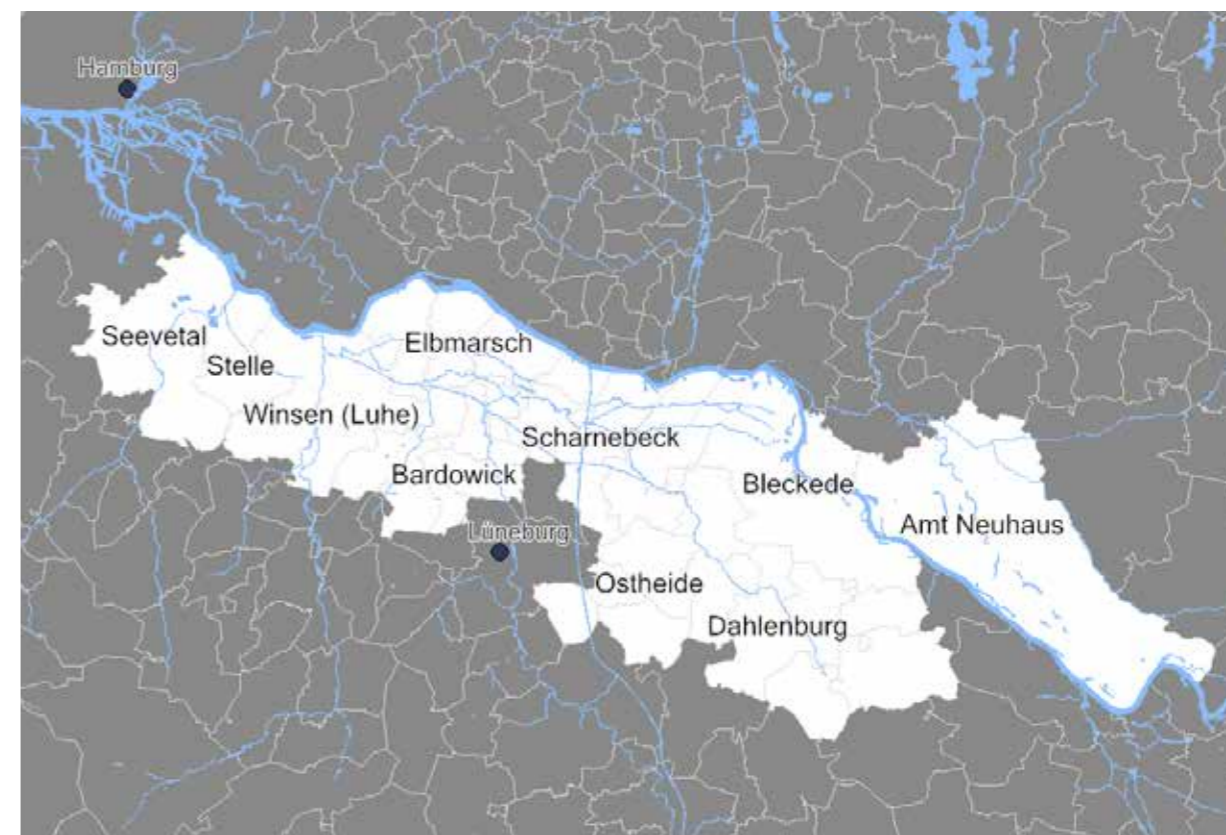 Hamburg
Seevetal
Elbmarsch
Stelle
Winsen (Luhe)
Scharnebeck
Bardowick
Bleckede
Amt Neuhaus
Lüneburg
Ostheide
Dahlenburg